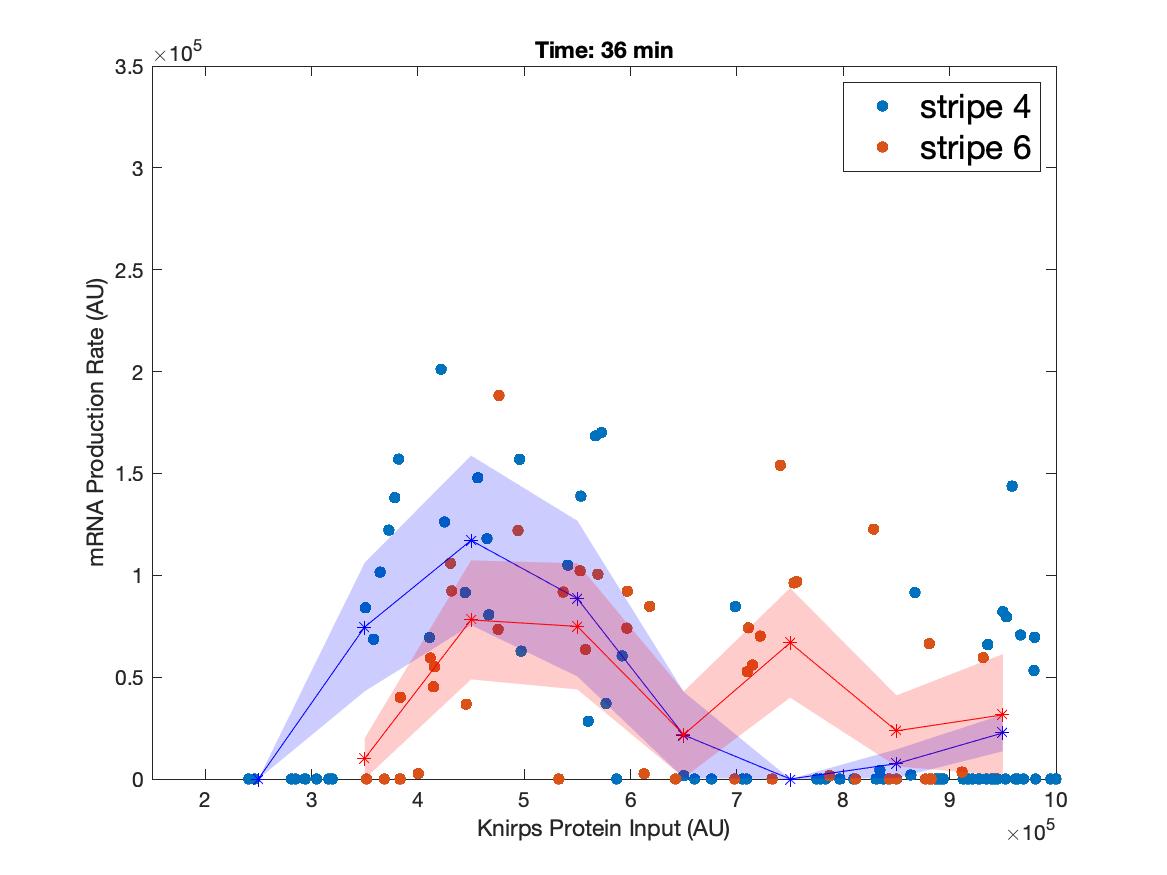 Time: 36 min
×10^5
3.5
3
2.5
2
1.5
1
0.5
0
mRNA Production Rate (AU)
stripe 4
stripe 6
2 3 4 5 6 7 8 9 10
Knirps Protein Input (AU)
×10^5